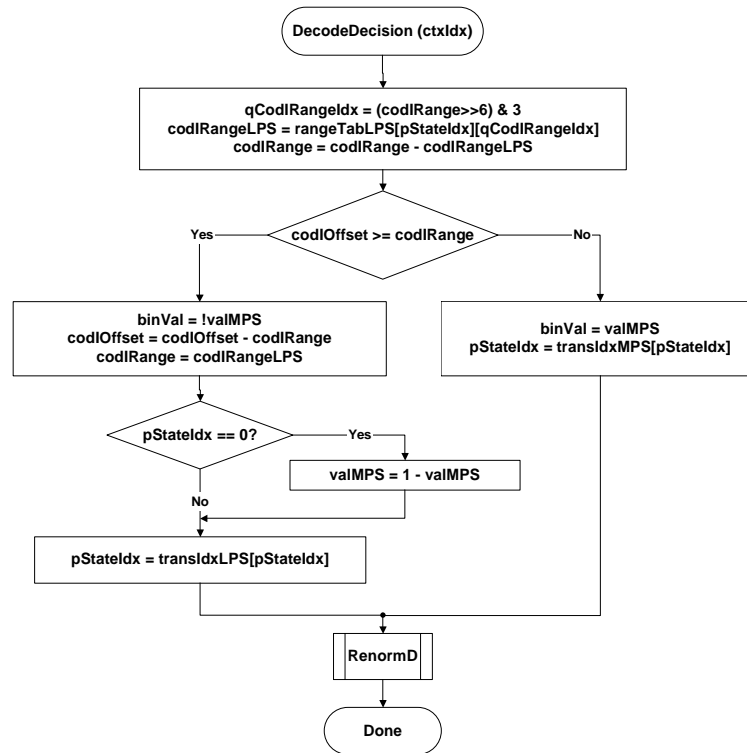 DecodeDecision (ctxIdx)
qCodIRangeIdx = (codIRange>>6) & 3
codIRangeLPS = rangeTabLPS[pStateIdx][qCodIRangeIdx]
codIRange = codIRange - codIRangeLPS
codIOffset >= codIRange
Yes
No
binVal = !valMPS
codIOffset = codIOffset - codIRange
codIRange = codIRangeLPS
binVal = valMPS
pStateIdx = transIdxMPS[pStateIdx]
pStateIdx == 0?
Yes
valMPS = 1 - valMPS
No
pStateIdx = transIdxLPS[pStateIdx]
RenormD
Done